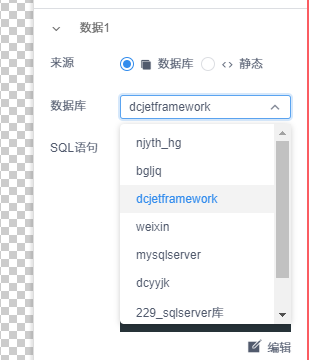 数据1
来源 数据库 <> 静态
数据库 dcjetframework
SQL语句
njyth_hg
bgljq
dcjetframework
weixin
mysqlserver
dcyyjk
229_sqlserver库
编辑